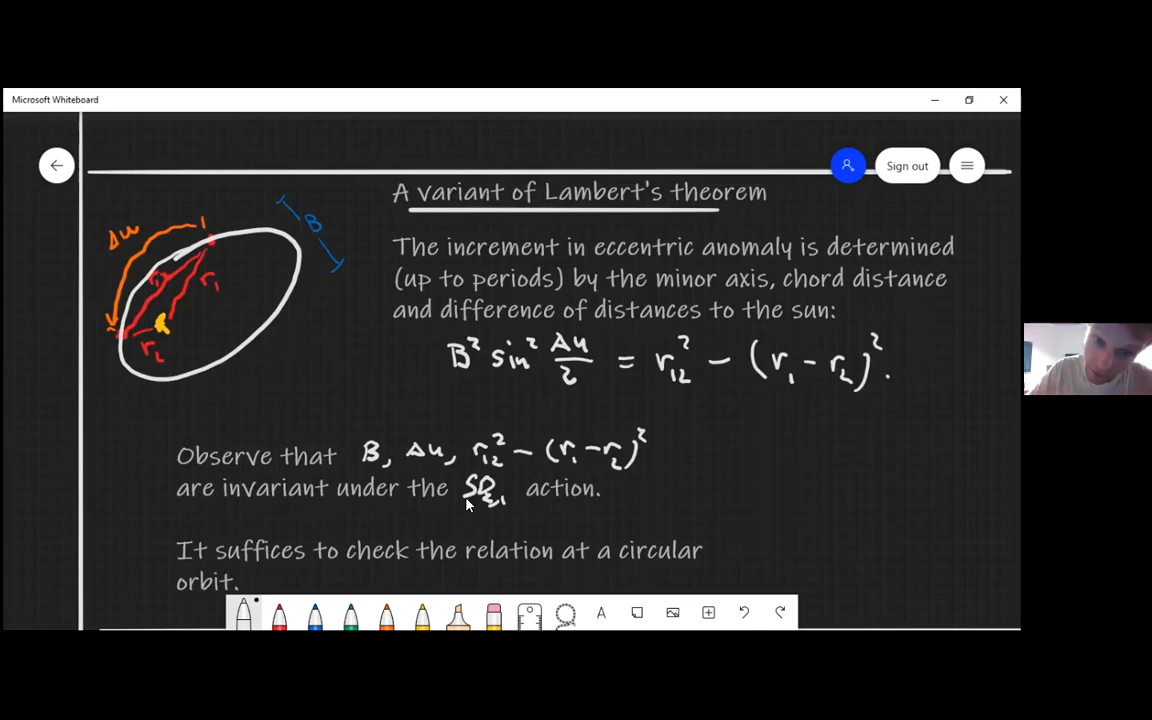 Microsoft Whiteboard
Sign out
A variant of Lambert's theorem
Δu
B
r₁
r₂
The increment in eccentric anomaly is determined
(up to periods) by the minor axis, chord distance
and difference of distances to the sun:
B² sin² Δu/2 = r₁₂² − (r₁ − r₂)².
Observe that B, Δu, r₁₂² − (r₁ − r₂)²
are invariant under the SO₂,₁ action.
It suffices to check the relation at a circular
orbit.
A